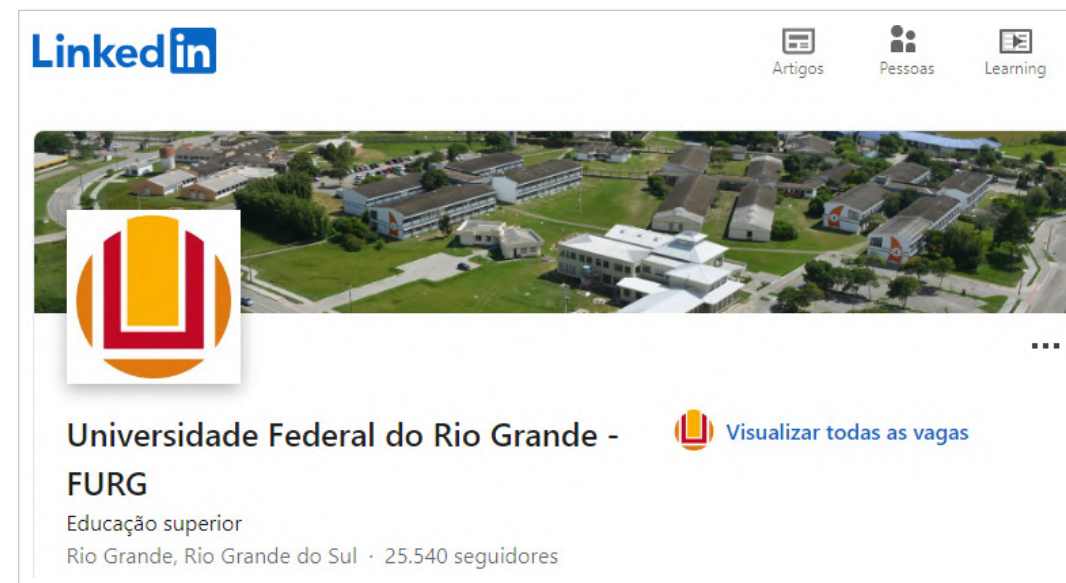 Linkedin
Artigos
Pessoas
Learning
Universidade Federal do Rio Grande -
FURG
Visualizar todas as vagas
Educação superior
Rio Grande, Rio Grande do Sul · 25.540 seguidores